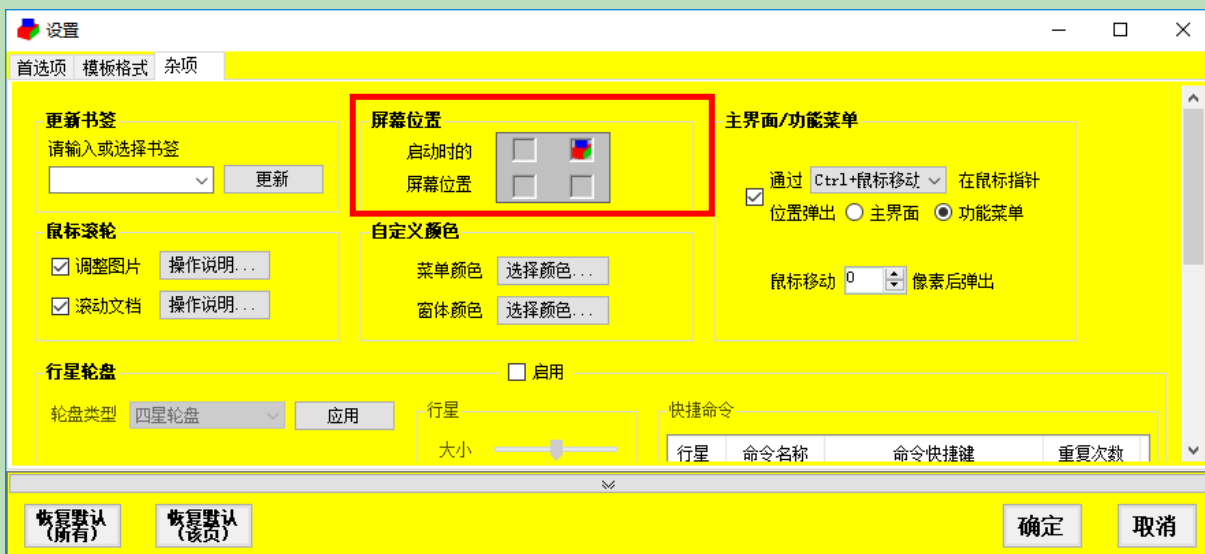 设置
首选项 模板格式 杂项
更新书签
请输入或选择书签
更新
屏幕位置
启动时的
屏幕位置
主界面/功能菜单
通过 Ctrl+鼠标移动 在鼠标指针
位置弹出 主界面 功能菜单
鼠标移动 0 像素后弹出
鼠标滚轮
调整图片 操作说明...
滚动文档 操作说明...
自定义颜色
菜单颜色 选择颜色...
窗体颜色 选择颜色...
行星轮盘 启用
轮盘类型 四星轮盘 应用
行星
大小
快捷命令
行星 命令名称 命令快捷键 重复次数
恢复默认
(所有)
恢复默认
(该页)
确定 取消